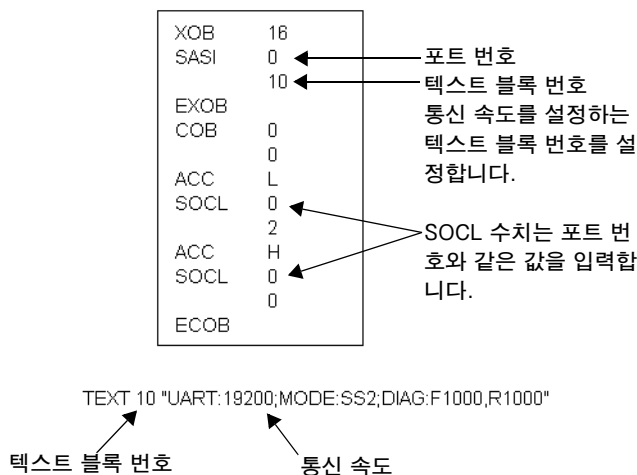 XOB 16
SASI 0
10
EXOB
COB 0
0
ACC L
SOCL 0
2
ACC H
SOCL 0
0
ECOB
포트 번호
텍스트 블록 번호
통신 속도를 설정하는
텍스트 블록 번호를 설
정합니다.
SOCL 수치는 포트 번
호와 같은 값을 입력합
니다.
TEXT 10 "UART:19200;MODE:SS2;DIAG:F1000,R1000"
텍스트 블록 번호
통신 속도